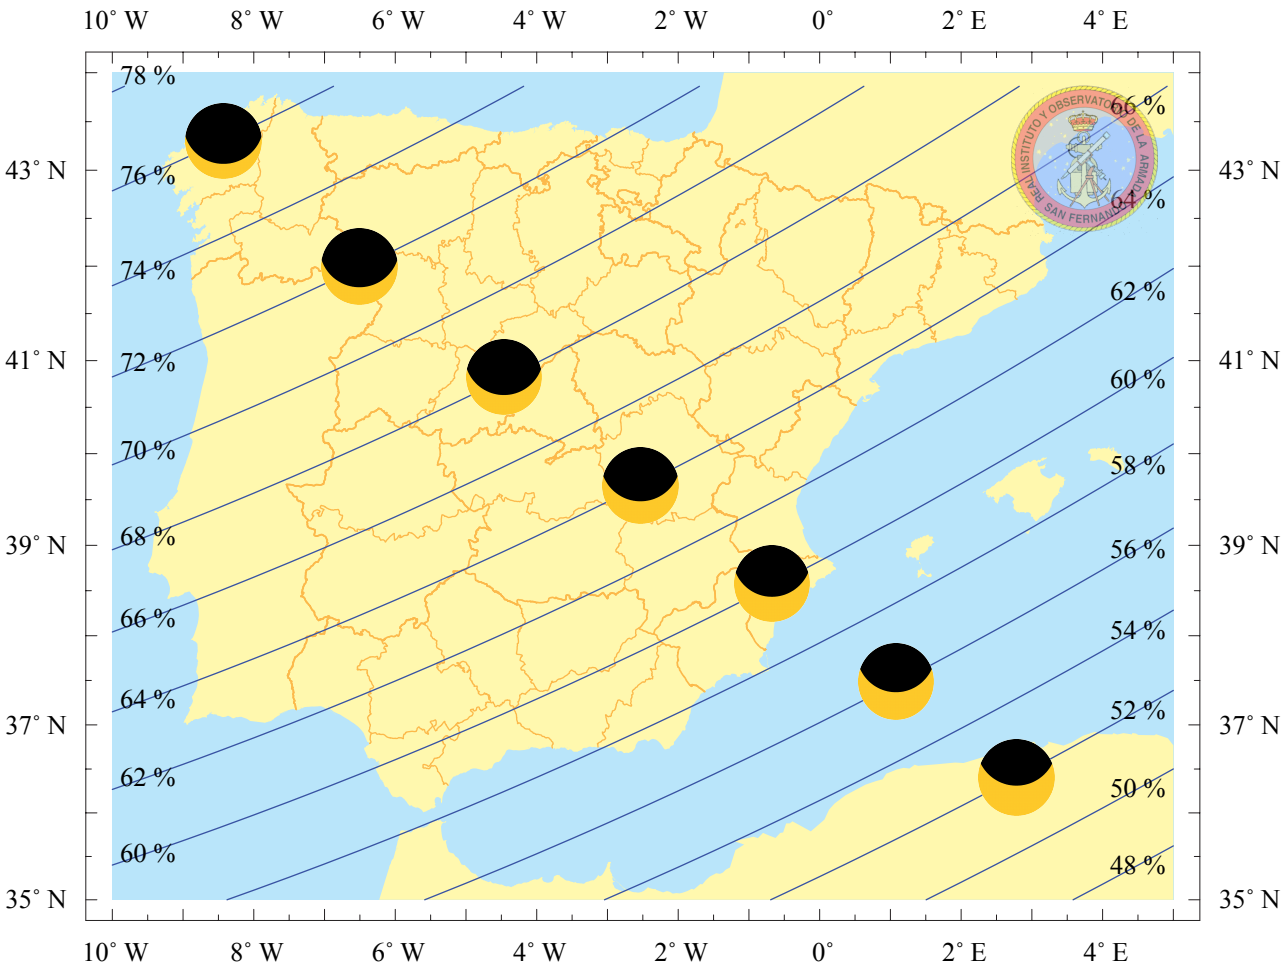 10° W 8° W 6° W 4° W 2° W 0° 2° E 4° E
78 %
66 %
REAL INSTITUTO Y OBSERVATORIO DE LA ARMADA
SAN FERNANDO
43° N 76 % 43° N
64 %
74 %
62 %
41° N 72 % 41° N
60 %
70 %
58 %
68 %
39° N 56 % 39° N
66 %
54 %
64 %
37° N 52 % 37° N
62 %
50 %
60 %
48 %
35° N 35° N
10° W 8° W 6° W 4° W 2° W 0° 2° E 4° E